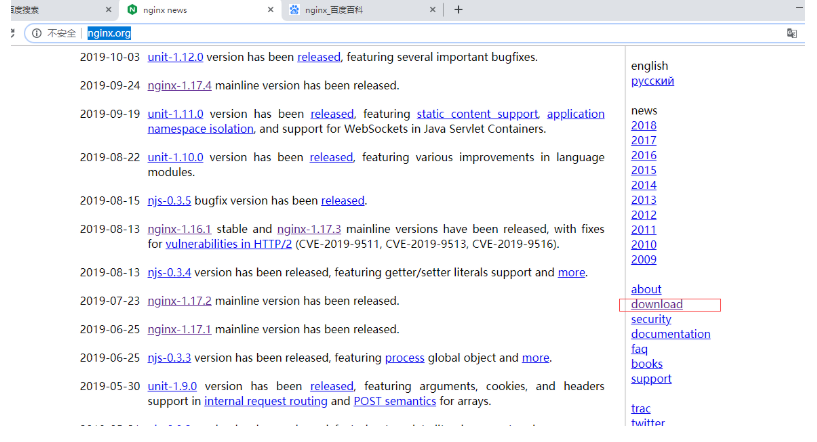 百度搜索
nginx news
nginx_百度百科
不安全 | nginx.org
2019-10-03 unit-1.12.0 version has been released, featuring several important bugfixes.
2019-09-24 nginx-1.17.4 mainline version has been released.
2019-09-19 unit-1.11.0 version has been released, featuring static content support, application
namespace isolation, and support for WebSockets in Java Servlet Containers.
2019-08-22 unit-1.10.0 version has been released, featuring various improvements in language
modules.
2019-08-15 njs-0.3.5 bugfix version has been released.
2019-08-13 nginx-1.16.1 stable and nginx-1.17.3 mainline versions have been released, with fixes
for vulnerabilities in HTTP/2 (CVE-2019-9511, CVE-2019-9513, CVE-2019-9516).
2019-08-13 njs-0.3.4 version has been released, featuring getter/setter literals support and more.
2019-07-23 nginx-1.17.2 mainline version has been released.
2019-06-25 nginx-1.17.1 mainline version has been released.
2019-06-25 njs-0.3.3 version has been released, featuring process global object and more.
2019-05-30 unit-1.9.0 version has been released, featuring arguments, cookies, and headers
support in internal request routing and POST semantics for arrays.
english
русский
news
2018
2017
2016
2015
2014
2013
2012
2011
2010
2009
about
download
security
documentation
faq
books
support
trac
twitter